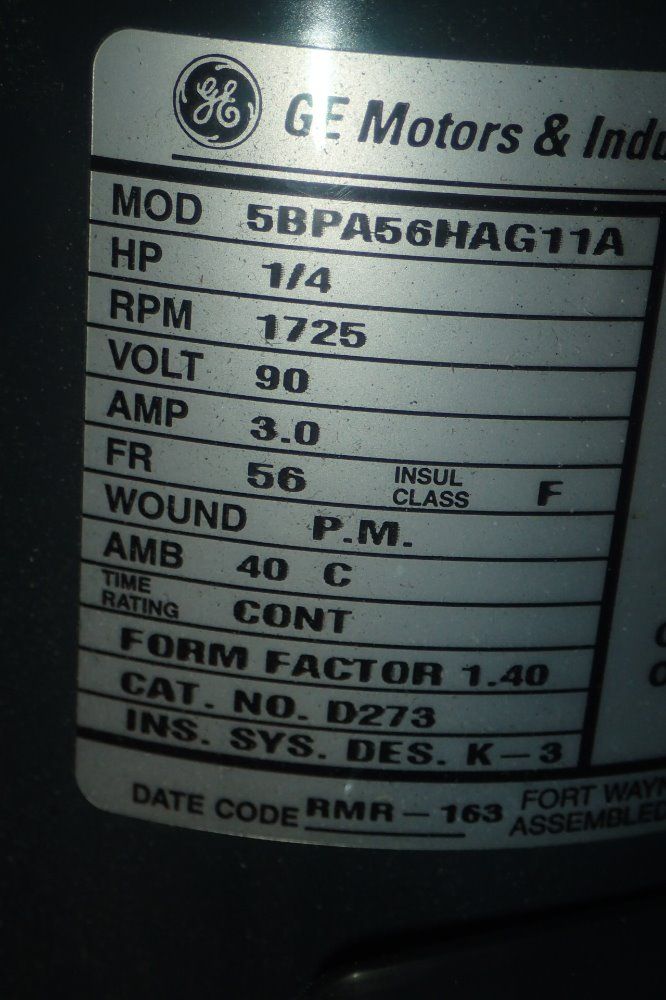 GE GE Motors & Indu
MOD 5BPA56HAG11A
HP 1/4
RPM 1725
VOLT 90
AMP 3.0
FR 56 INSUL CLASS F
WOUND P.M.
AMB 40 C
TIME RATING CONT
FORM FACTOR 1.40
CAT. NO. D273
INS. SYS. DES. K-3
DATE CODE RMR-163 FORT WAY
ASSEMBLED